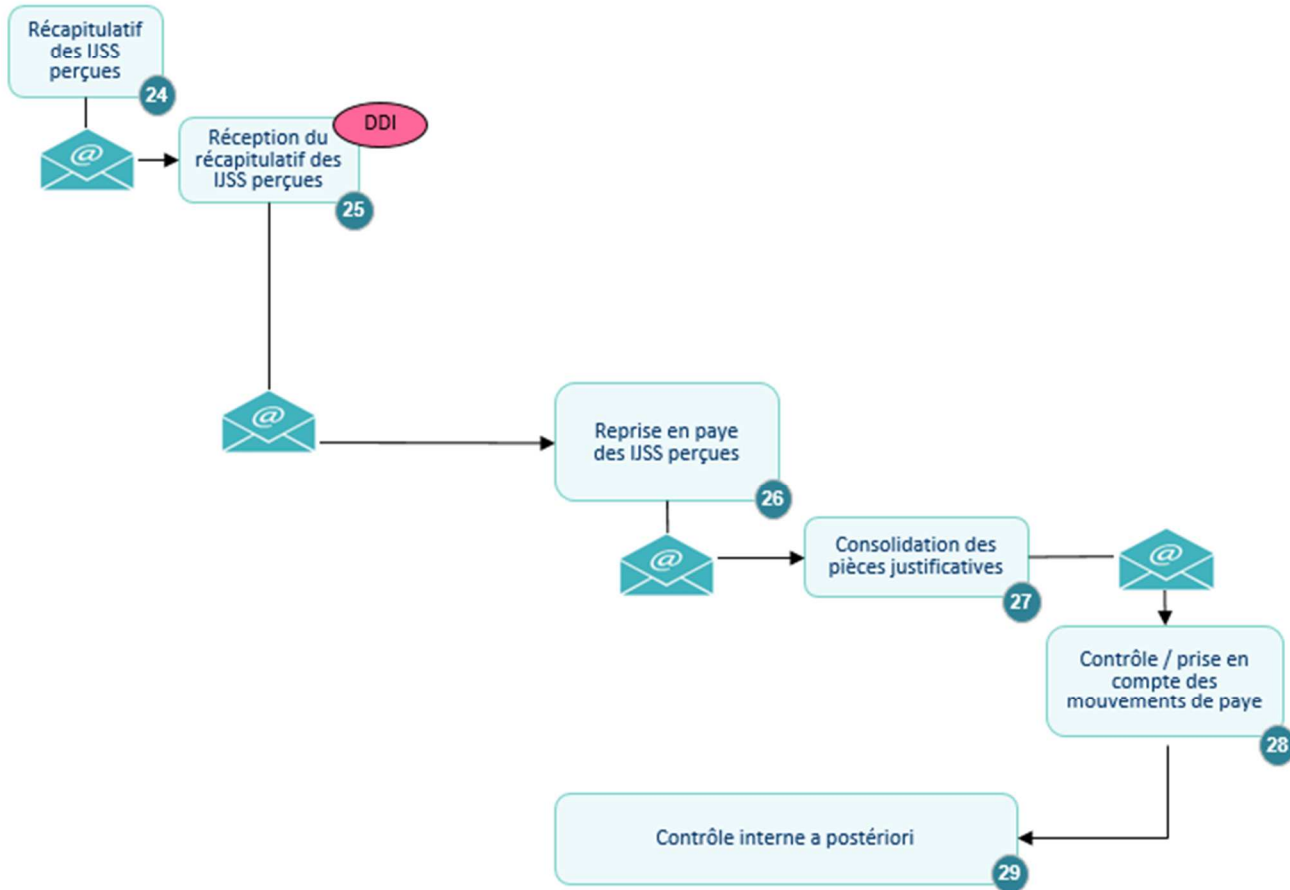 Récapitulatif
des IJSS
perçues
24
@
DDI
Réception du
récapitulatif des
IJSS perçues
25
@
Reprise en paye
des IJSS perçues
26
@
Consolidation des
pièces justificatives
27
@
Contrôle / prise en
compte des
mouvements de paye
28
Contrôle interne a postériori
29